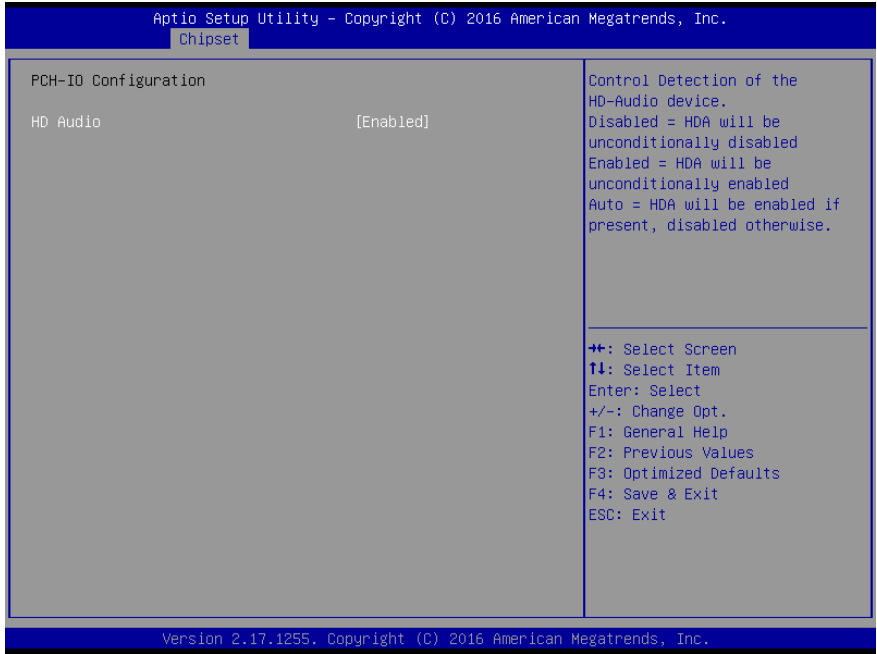 Aptio Setup Utility – Copyright (C) 2016 American Megatrends, Inc.
Chipset
PCH-IO Configuration
HD Audio [Enabled]
Control Detection of the
HD-Audio device.
Disabled = HDA will be
unconditionally disabled
Enabled = HDA will be
unconditionally enabled
Auto = HDA will be enabled if
present, disabled otherwise.
→←: Select Screen
↑↓: Select Item
Enter: Select
+/-: Change Opt.
F1: General Help
F2: Previous Values
F3: Optimized Defaults
F4: Save & Exit
ESC: Exit
Version 2.17.1255. Copyright (C) 2016 American Megatrends, Inc.